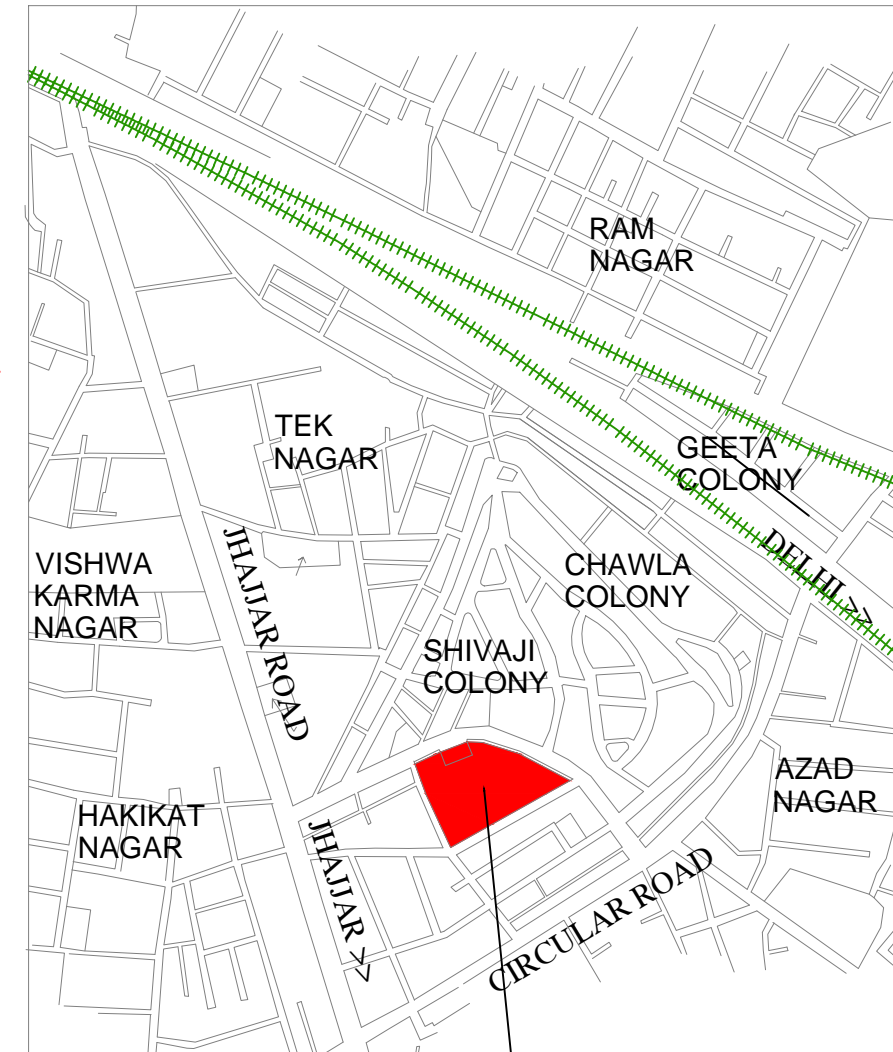 RAM
NAGAR
TEK
NAGAR
GEETA
COLONY
DELHI >>
VISHWA
KARMA
NAGAR
JHAJJAR ROAD
CHAWLA
COLONY
SHIVAJI
COLONY
AZAD
NAGAR
HAKIKAT
NAGAR
JHAJJAR >>
CIRCULAR ROAD